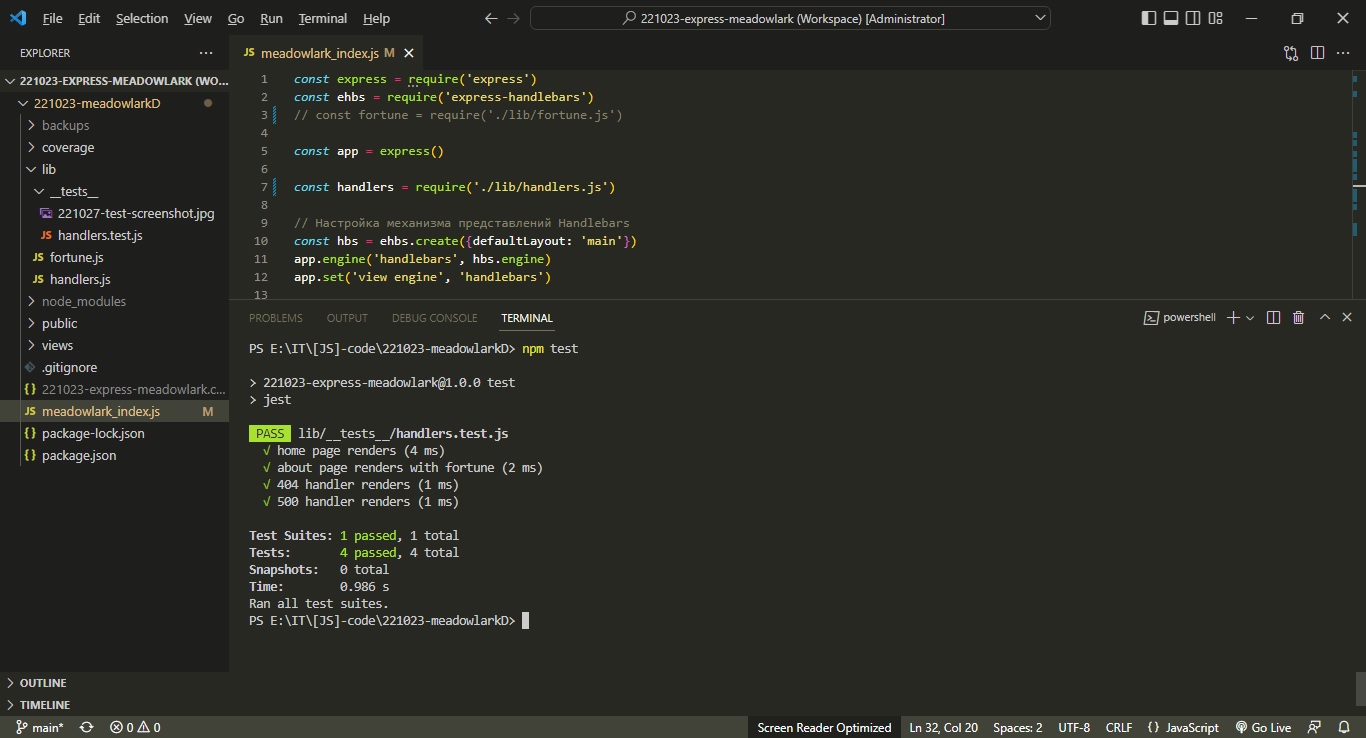 File Edit Selection View Go Run Terminal Help
221023-express-meadowlark (Workspace) [Administrator]
EXPLORER
221023-EXPRESS-MEADOWLARK (WO...
221023-meadowlarkD
backups
coverage
lib
__tests__
221027-test-screenshot.jpg
JS handlers.test.js
JS fortune.js
JS handlers.js
node_modules
public
views
.gitignore
{} 221023-express-meadowlark.c...
JS meadowlark_index.js M
{} package-lock.json
{} package.json
OUTLINE
TIMELINE
JS meadowlark_index.js M
1 const express = require('express')
2 const ehbs = require('express-handlebars')
3 // const fortune = require('./lib/fortune.js')
4
5 const app = express()
6
7 const handlers = require('./lib/handlers.js')
8
9 // Настройка механизма представлений Handlebars
10 const hbs = ehbs.create({defaultLayout: 'main'})
11 app.engine('handlebars', hbs.engine)
12 app.set('view engine', 'handlebars')
13
PROBLEMS OUTPUT DEBUG CONSOLE TERMINAL
powershell
PS E:\IT\[JS]-code\221023-meadowlarkD> npm test
> 221023-express-meadowlark@1.0.0 test
> jest
PASS lib/__tests__/handlers.test.js
√ home page renders (4 ms)
√ about page renders with fortune (2 ms)
√ 404 handler renders (1 ms)
√ 500 handler renders (1 ms)
Test Suites: 1 passed, 1 total
Tests: 4 passed, 4 total
Snapshots: 0 total
Time: 0.986 s
Ran all test suites.
PS E:\IT\[JS]-code\221023-meadowlarkD>
main* 0 0 Screen Reader Optimized Ln 32, Col 20 Spaces: 2 UTF-8 CRLF {} JavaScript Go Live